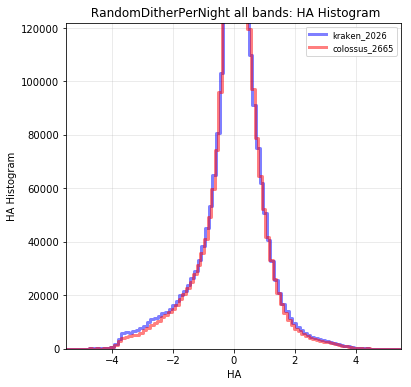 RandomDitherPerNight all bands: HA Histogram
kraken_2026
colossus_2665
HA Histogram
120000
100000
80000
60000
40000
20000
0
−4
−2
0
2
4
HA